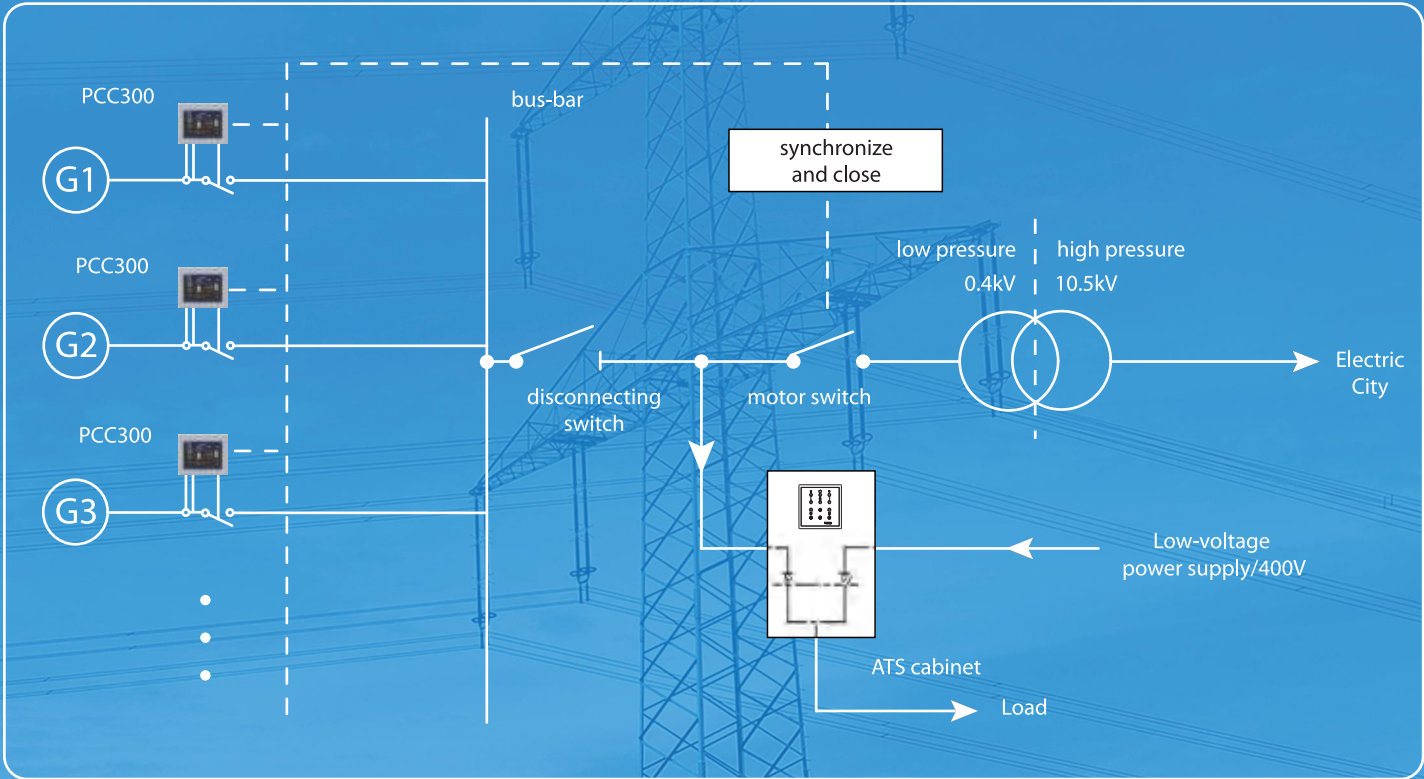 PCC300
G1
bus-bar
synchronize
and close
PCC300
G2
low pressure
high pressure
0.4kV
10.5kV
disconnecting
switch
motor switch
Electric
City
PCC300
G3
Low-voltage
power supply/400V
ATS cabinet
Load